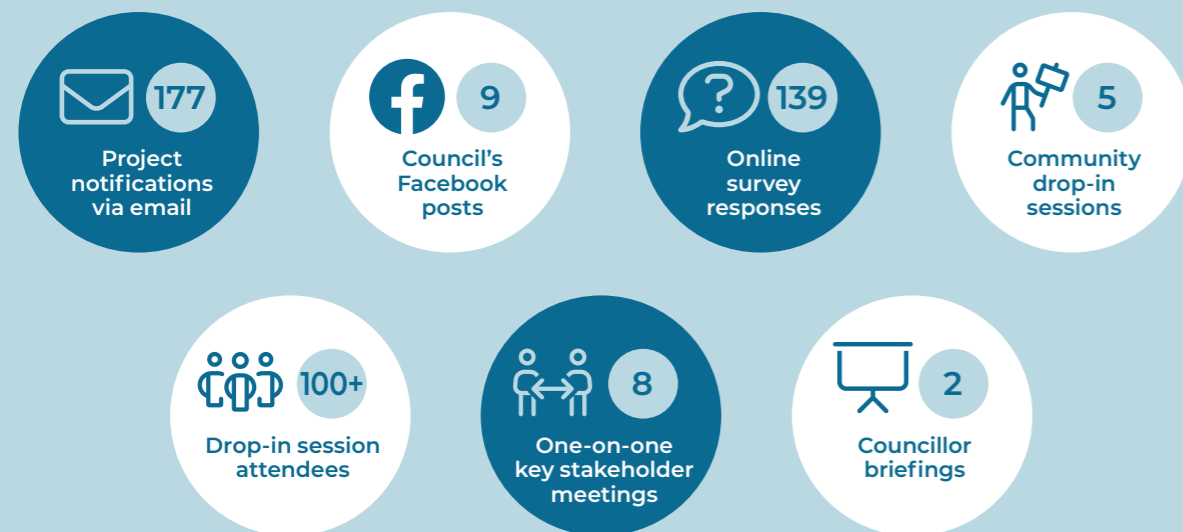 177
Project
notifications
via email
9
Council's
Facebook
posts
?
139
Online
survey
responses
5
Community
drop-in
sessions
100+
Drop-in session
attendees
8
One-on-one
key stakeholder
meetings
2
Councillor
briefings